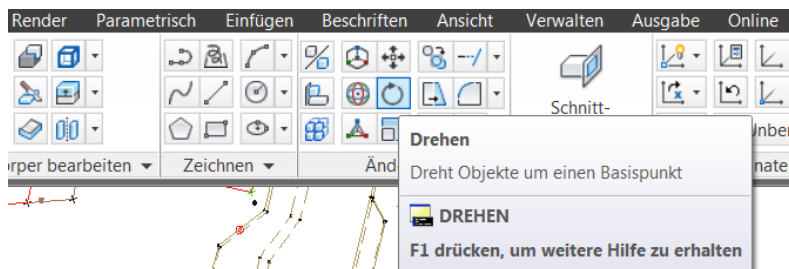 Render Parametrisch Einfügen Beschriften Ansicht Verwalten Ausgabe Online
Schnitt-
Drehen
Dreht Objekte um einen Basispunkt
DREHEN
F1 drücken, um weitere Hilfe zu erhalten
rper bearbeiten Zeichnen Änd
nber
nate